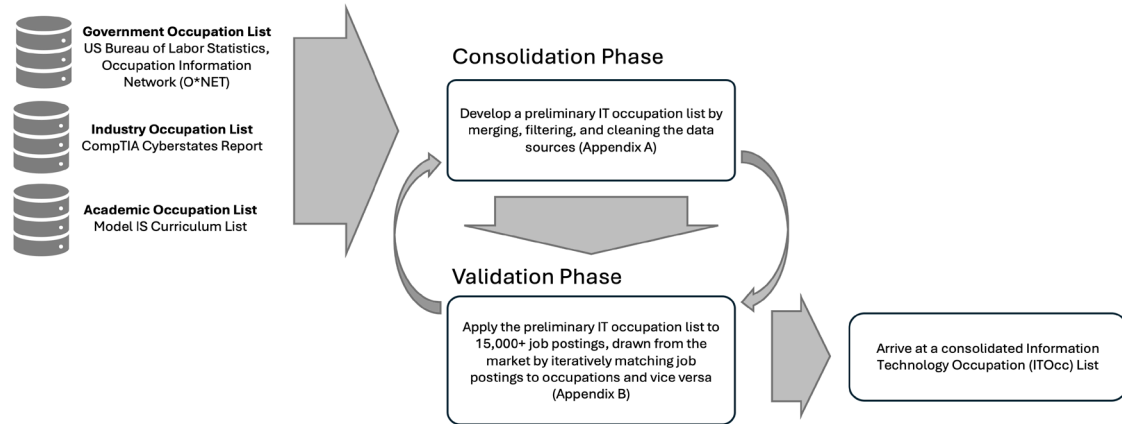 Government Occupation List
US Bureau of Labor Statistics,
Occupation Information
Network (O*NET)
Industry Occupation List
CompTIA Cyberstates Report
Academic Occupation List
Model IS Curriculum List
Consolidation Phase
Develop a preliminary IT occupation list by
merging, filtering, and cleaning the data
sources (Appendix A)
Validation Phase
Apply the preliminary IT occupation list to
15,000+ job postings, drawn from the
market by iteratively matching job
postings to occupations and vice versa
(Appendix B)
Arrive at a consolidated Information
Technology Occupation (ITOcc) List